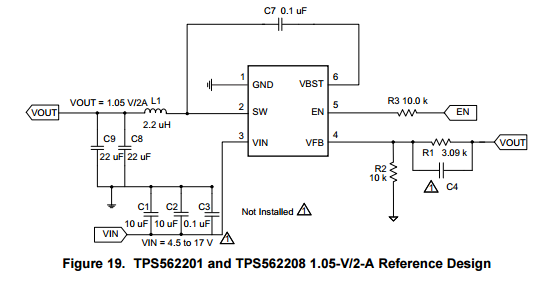 C7 0.1 uF
1 GND
VBST 6
VOUT
VOUT = 1.05 V/2A L1
2.2 uH
2 SW
EN 5
R3 10.0 k
EN
3 VIN
VFB 4
C9
22 uF
C8
22 uF
R1 3.09 k
VOUT
R2
10 k
1
C4
C1
10 uF
C2
10 uF
C3
0.1 uF
Not Installed 1
VIN
VIN = 4.5 to 17 V 1
Figure 19. TPS562201 and TPS562208 1.05-V/2-A Reference Design